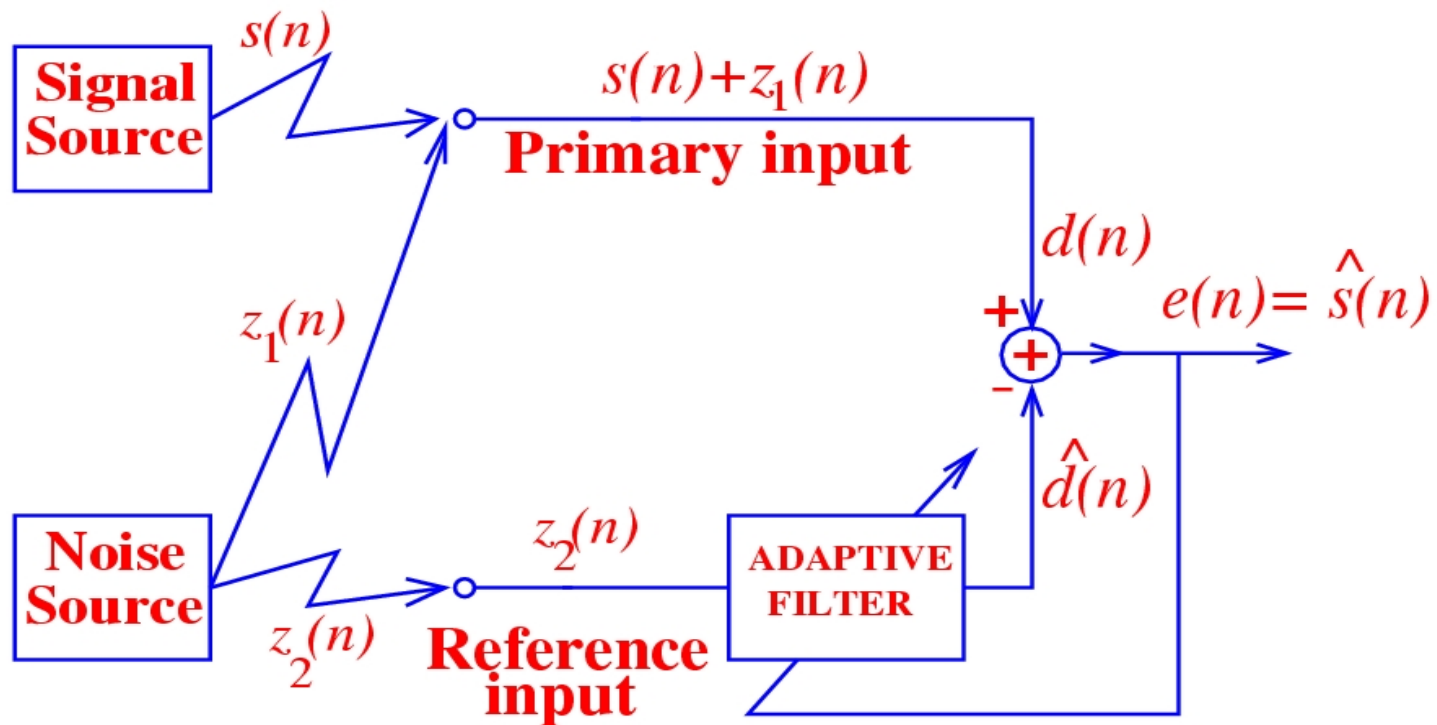 s(n)
Signal
Source
s(n)+z₁(n)
Primary input
d(n)
e(n)= ŝ(n)
z₁(n)
+
+
-
d̂(n)
Noise
Source
z₂(n)
z₂(n)
Reference
input
ADAPTIVE
FILTER